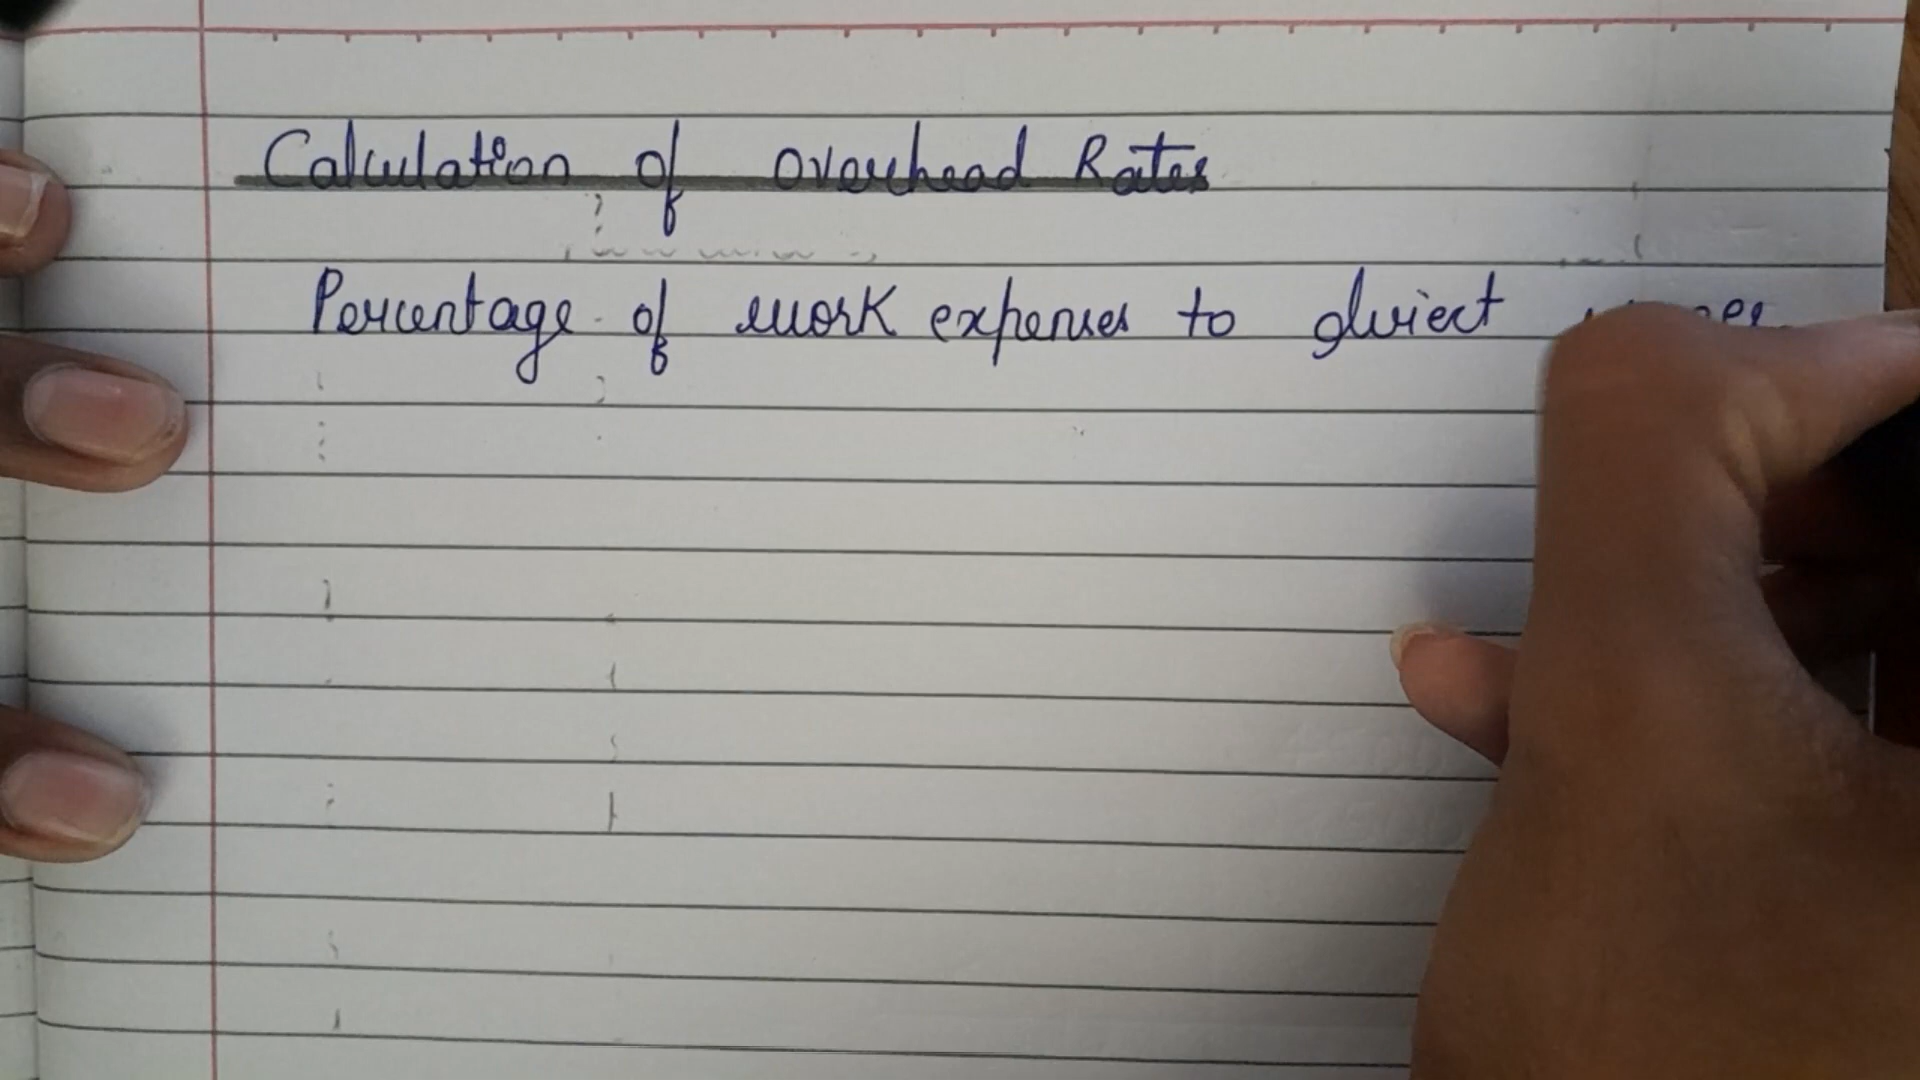 Calculation of overhead Rates
Percentage of work expenses to direct